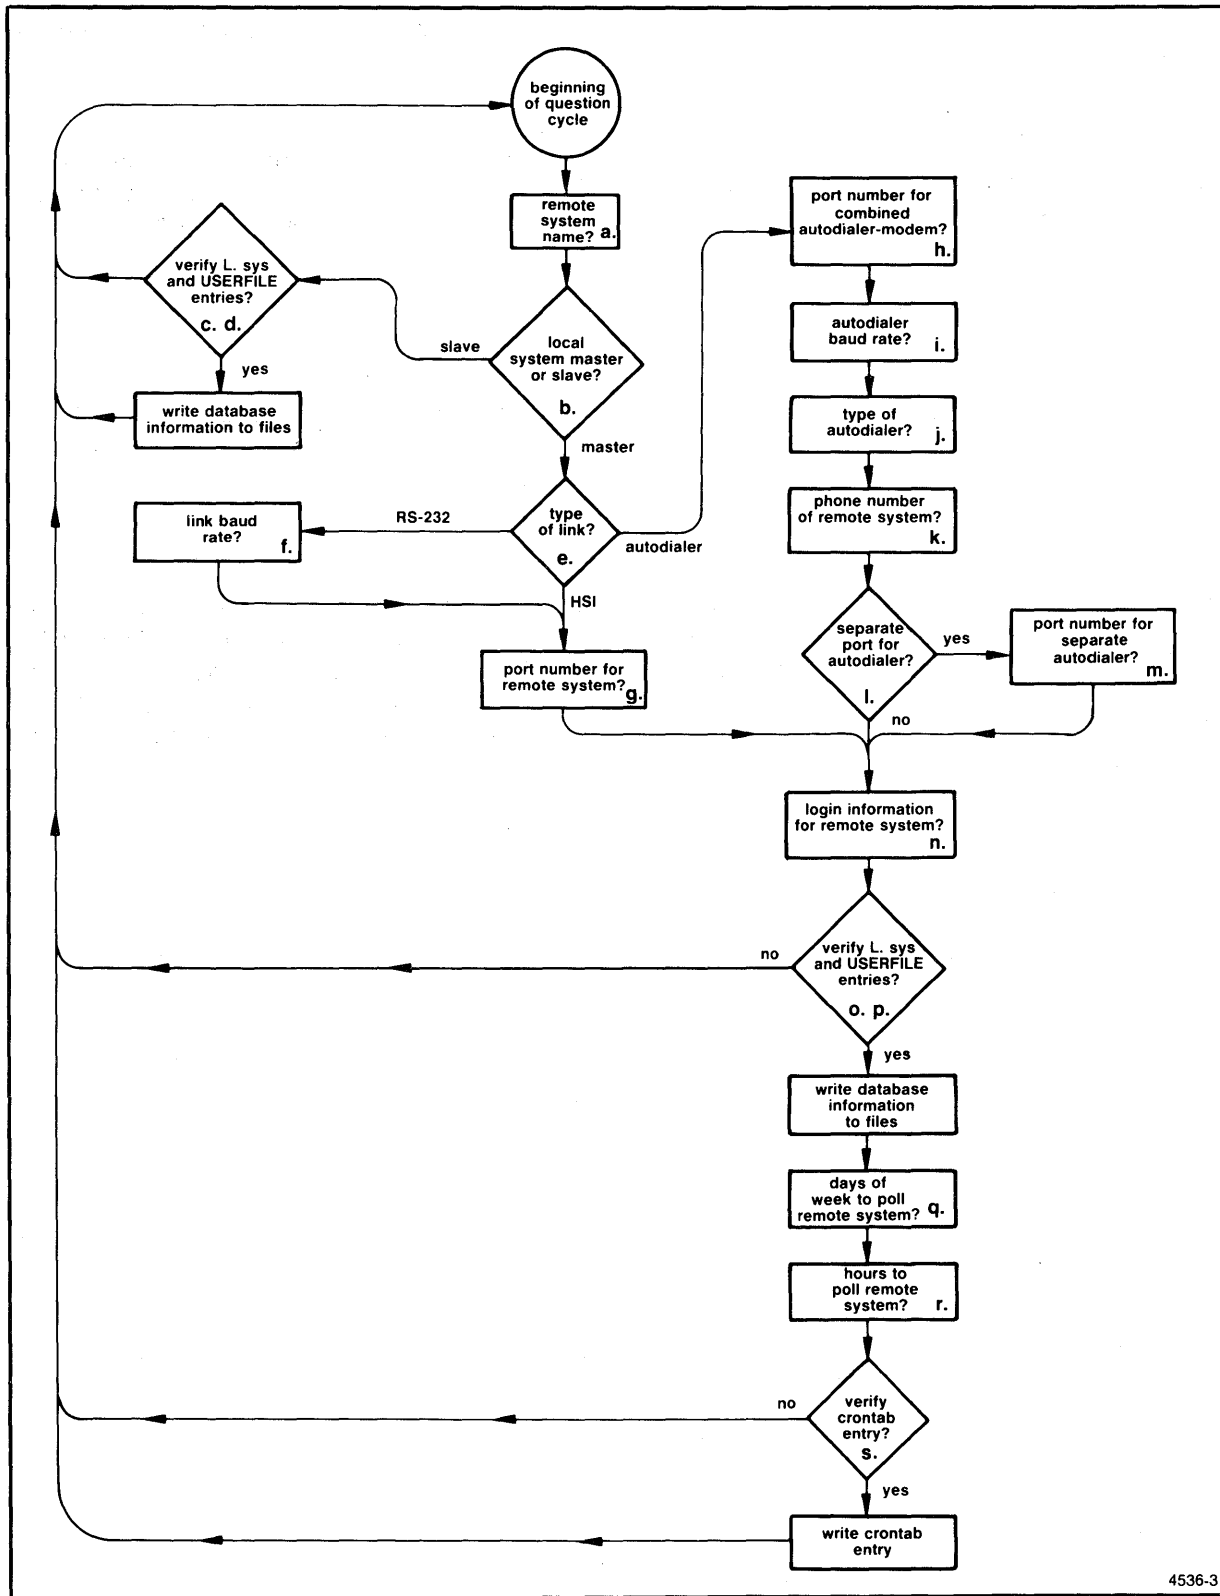 beginning
of question
cycle
remote
system
name? a.
local
system master
or slave?
b.
slave
master
verify L. sys
and USERFILE
entries?
c. d.
yes
write database
information to files
type
of link?
e.
RS-232
autodialer
HSI
link baud
rate?
f.
port number for
remote system?
g.
port number for
combined
autodialer-modem?
h.
autodialer
baud rate?
i.
type of
autodialer?
j.
phone number
of remote system?
k.
separate
port for
autodialer?
l.
yes
no
port number for
separate
autodialer?
m.
login information
for remote system?
n.
verify L. sys
and USERFILE
entries?
o. p.
no
yes
write database
information
to files
days of
week to poll
remote system? q.
hours to
poll remote
system? r.
verify
crontab
entry?
s.
no
yes
write crontab
entry
4536-3